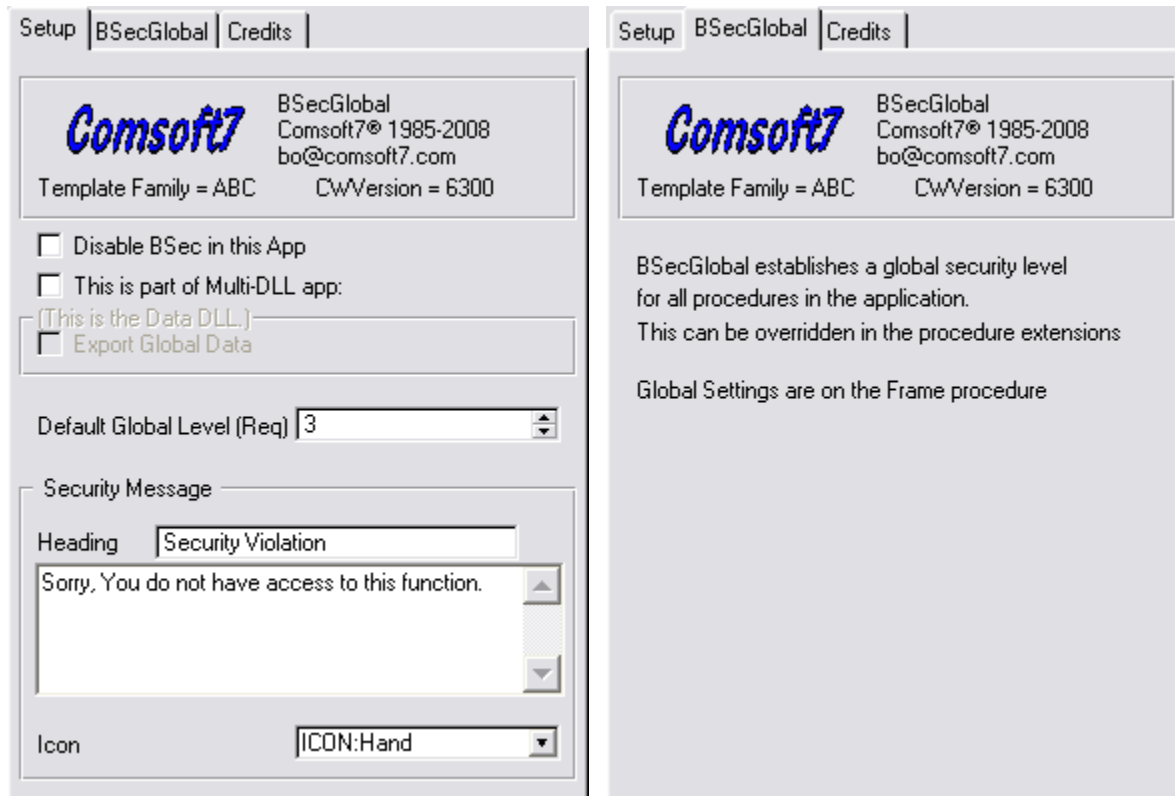 Setup BSecGlobal Credits
Comsoft7
BSecGlobal
Comsoft7® 1985-2008
bo@comsoft7.com
Template Family = ABC CWVersion = 6300
Disable BSec in this App
This is part of Multi-DLL app:
(This is the Data DLL.)
Export Global Data
Default Global Level (Req) 3
Security Message
Heading Security Violation
Sorry, You do not have access to this function.
Icon ICON:Hand
Setup BSecGlobal Credits
Comsoft7
BSecGlobal
Comsoft7® 1985-2008
bo@comsoft7.com
Template Family = ABC CWVersion = 6300
BSecGlobal establishes a global security level
for all procedures in the application.
This can be overridden in the procedure extensions
Global Settings are on the Frame procedure